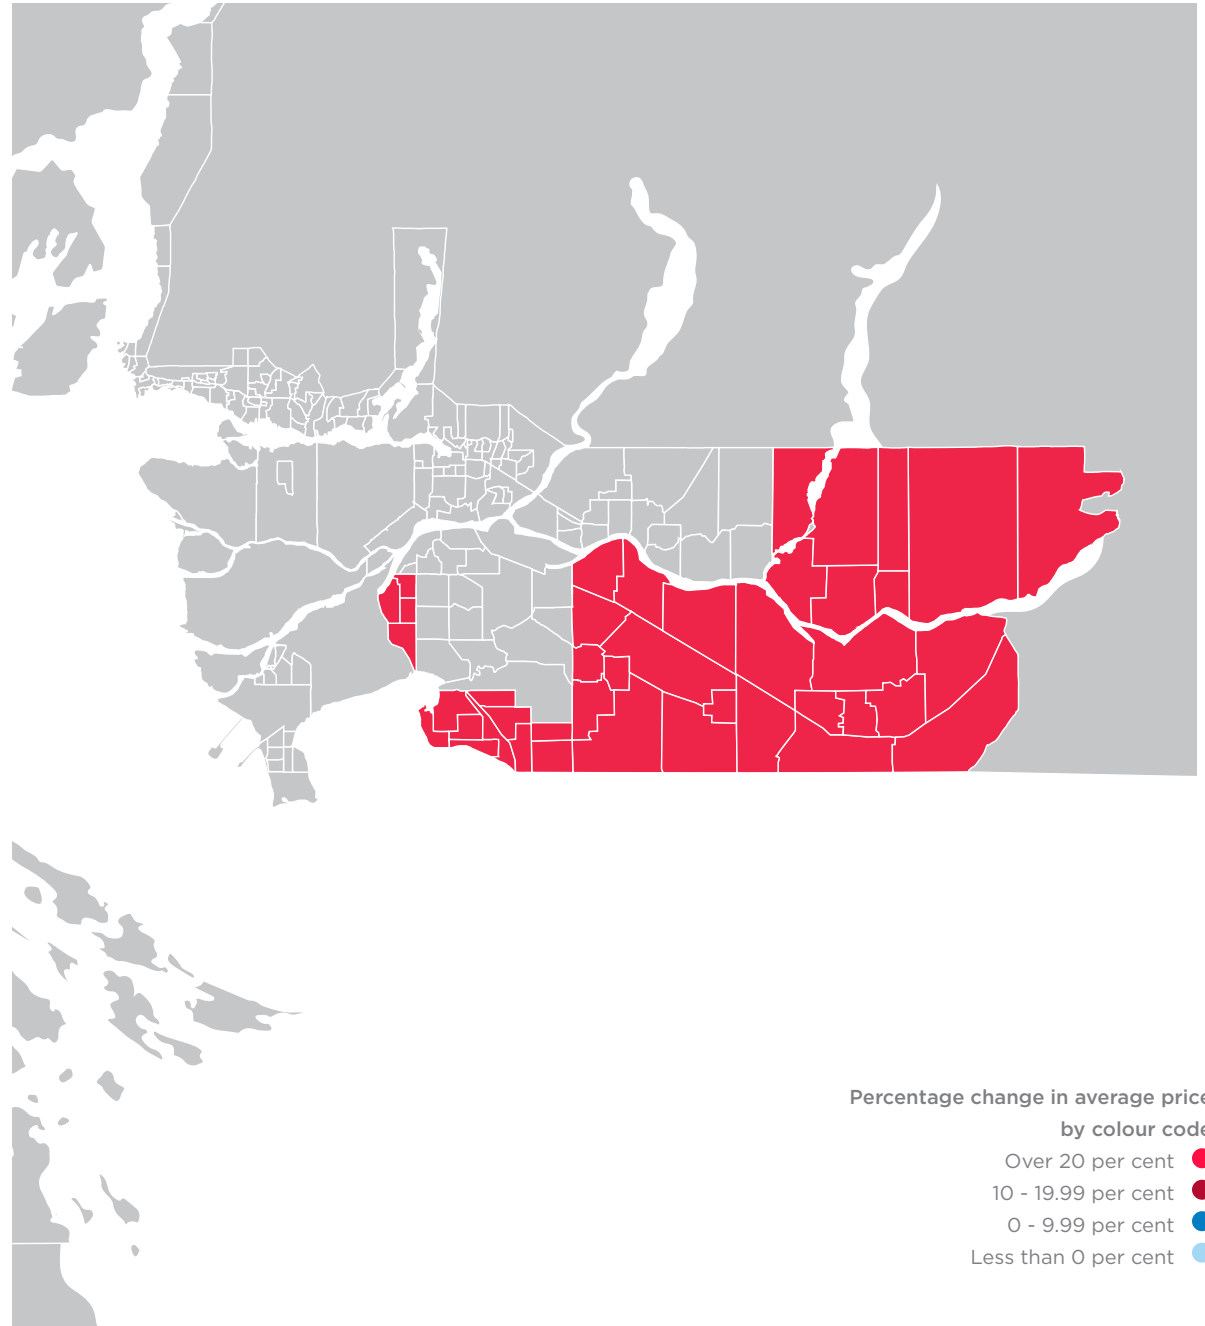 Percentage change in average price
by colour code
Over 20 per cent
10 - 19.99 per cent
0 - 9.99 per cent
Less than 0 per cent